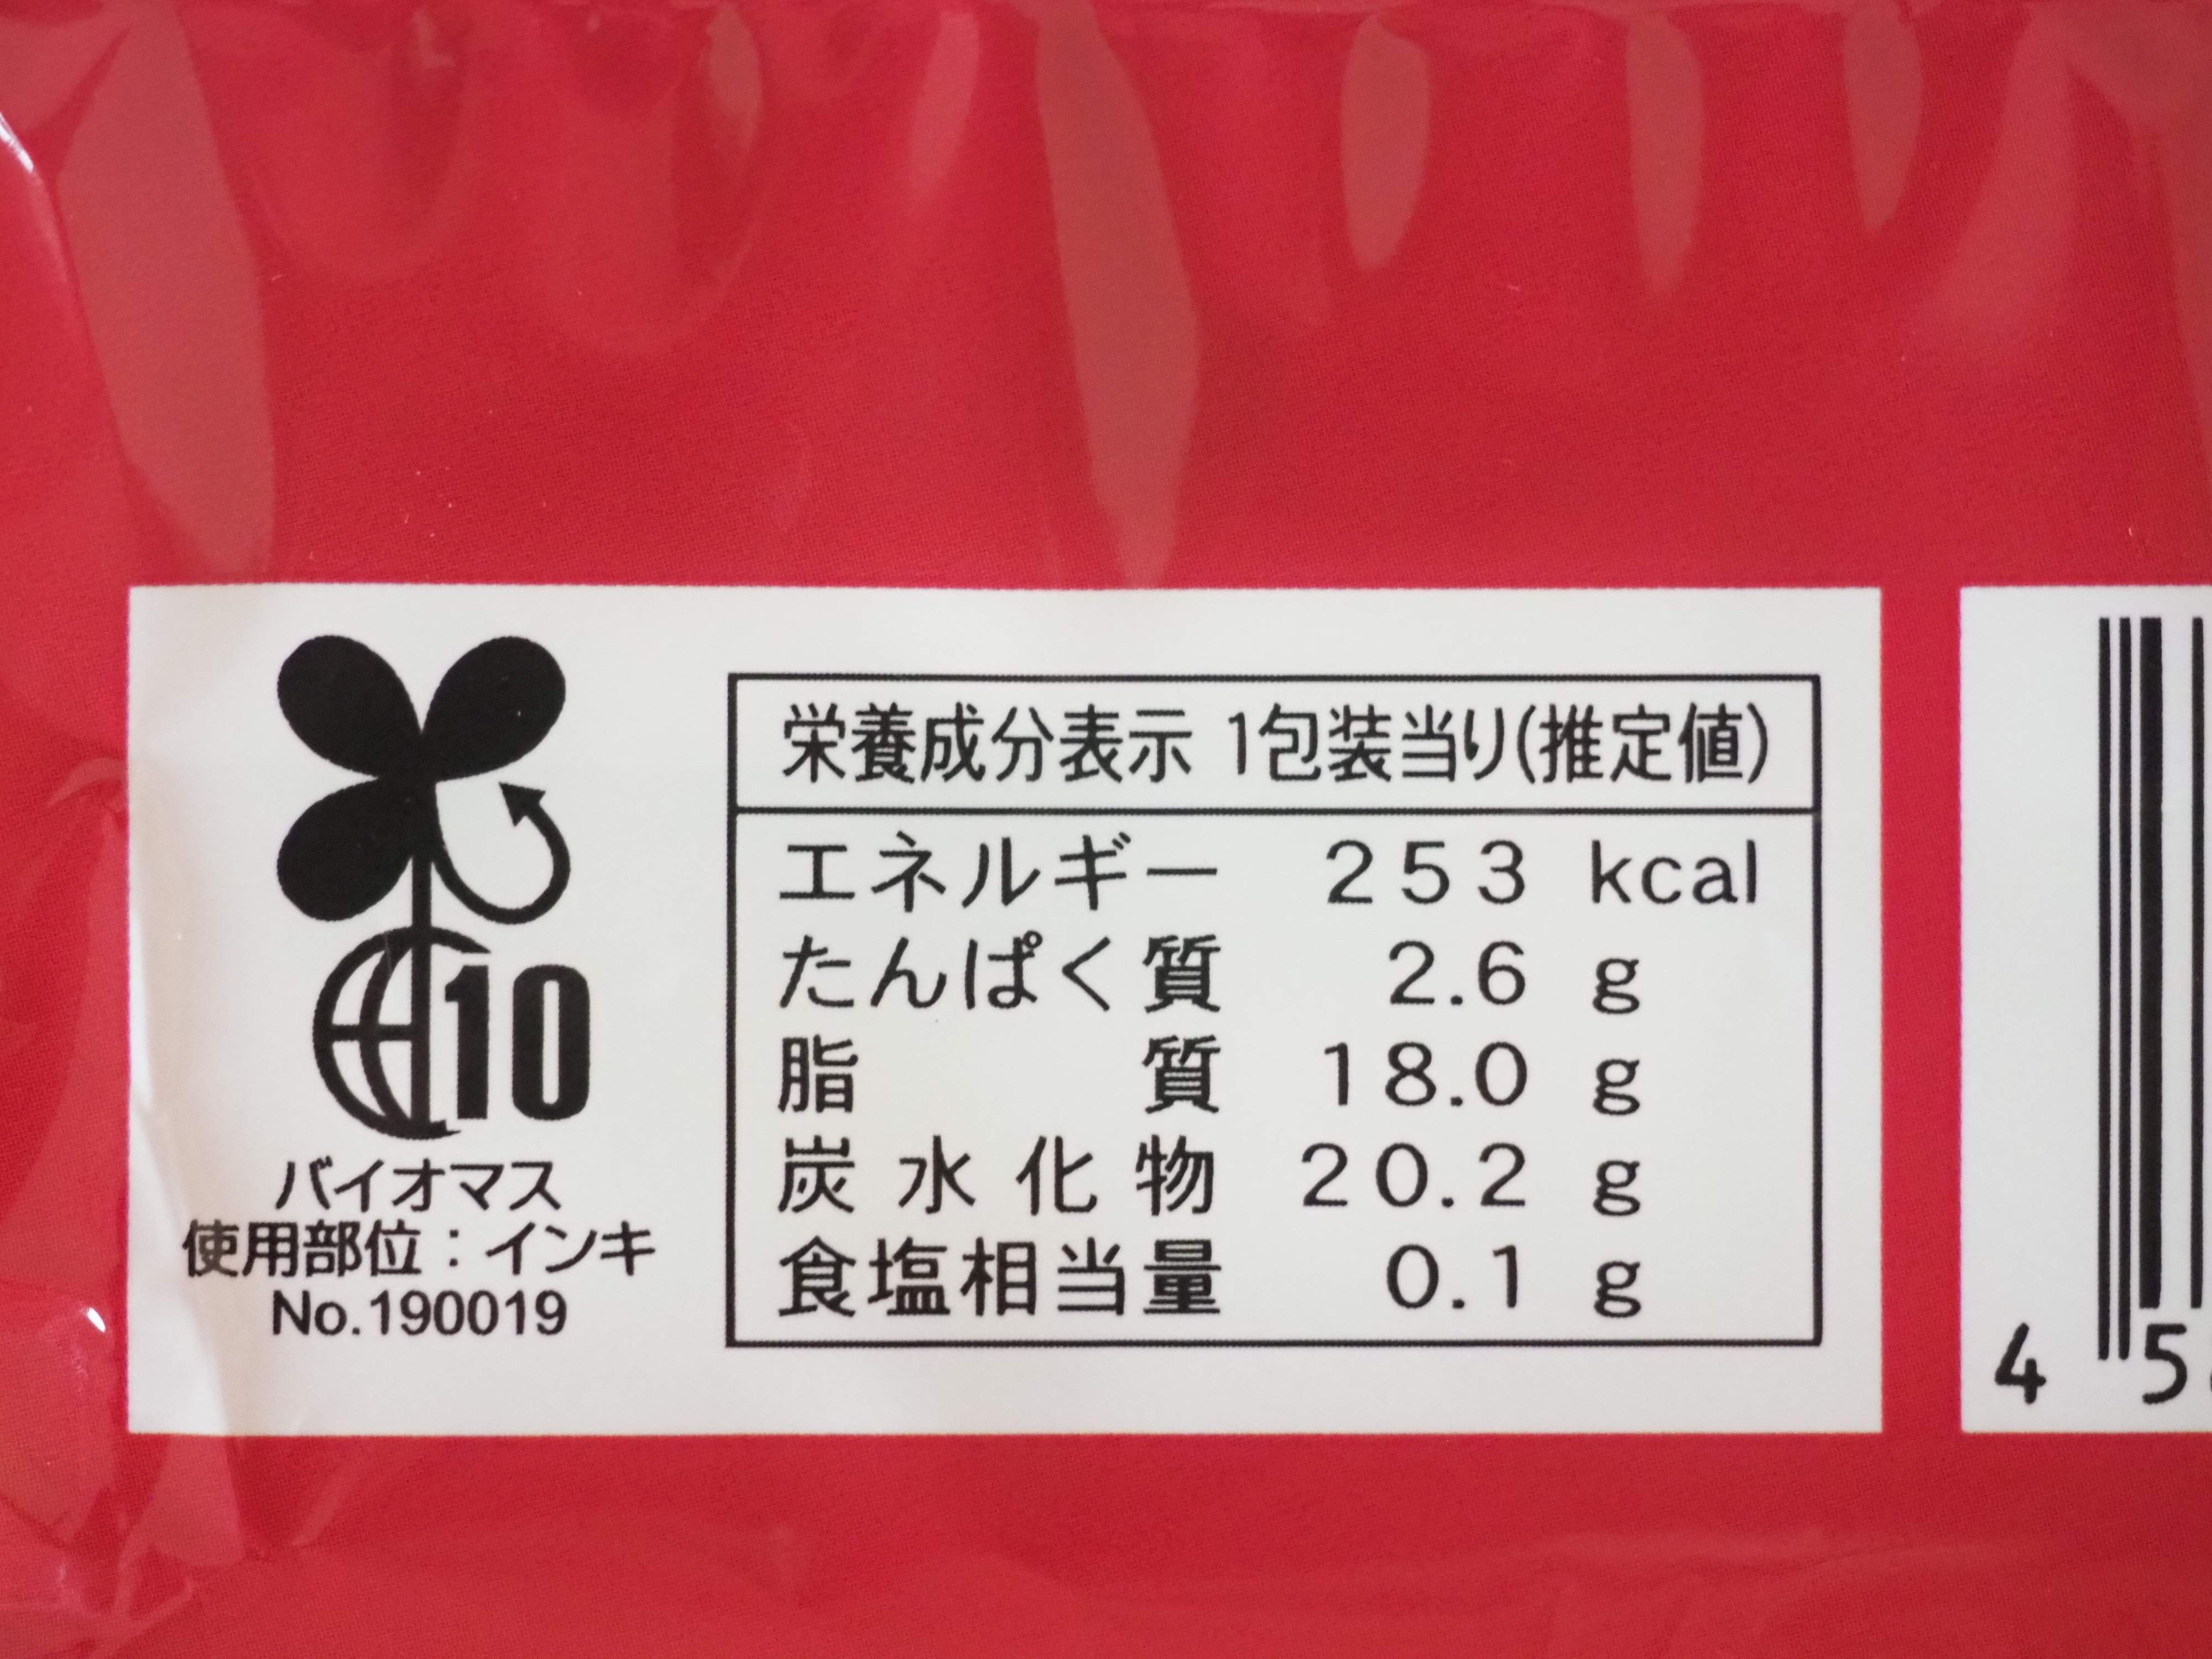 10
バイオマス
使用部位：インキ
No.190019
栄養成分表示 1包装当り(推定値)
エネルギー 253 kcal
たんぱく質 2.6 g
脂質 18.0 g
炭水化物 20.2 g
食塩相当量 0.1 g
4 5